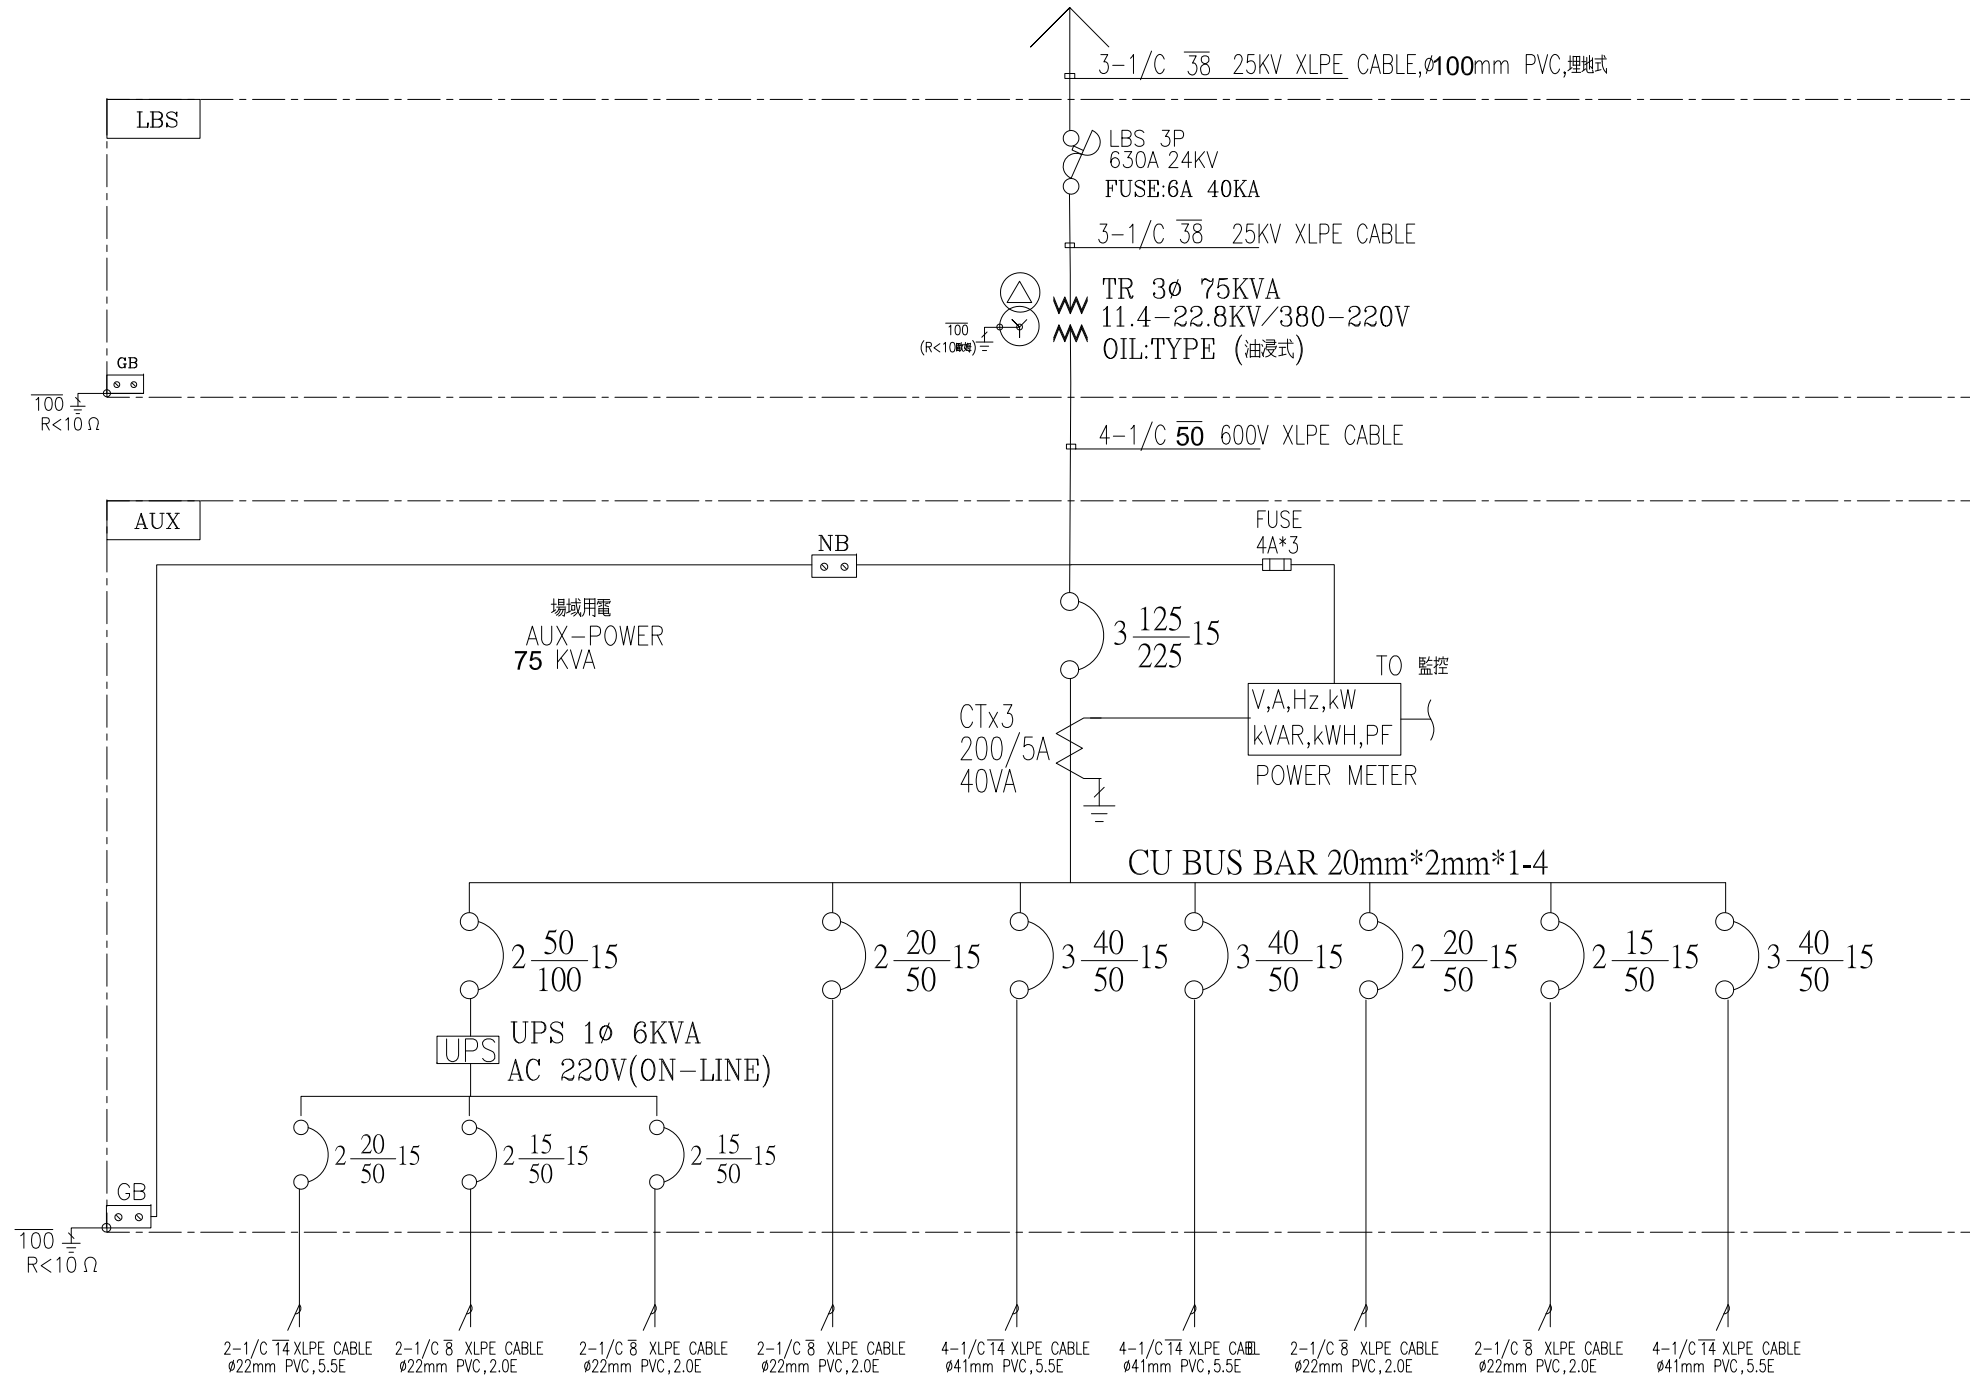 3-1/C 38 25KV XLPE CABLE,ø100mm PVC,埋地式
LBS
LBS 3P
630A 24KV
FUSE:6A 40KA
3-1/C 38 25KV XLPE CABLE
TR 3ø 75KVA
11.4-22.8KV/380-220V
OIL:TYPE (油浸式)
100
(R<10歐姆)
GB
100
R<10Ω
4-1/C 50 600V XLPE CABLE
AUX
NB
FUSE
4A*3
場域用電
AUX-POWER
75 KVA
3 125/225 15
TO 監控
V,A,Hz,kW
kVAR,kWH,PF
POWER METER
CTx3
200/5A
40VA
CU BUS BAR 20mm*2mm*1-4
2 50/100 15
2 20/50 15
3 40/50 15
3 40/50 15
2 20/50 15
2 15/50 15
3 40/50 15
UPS
UPS 1ø 6KVA
AC 220V(ON-LINE)
2 20/50 15
2 15/50 15
2 15/50 15
GB
100
R<10Ω
2-1/C 14 XLPE CABLE
ø22mm PVC,5.5E
2-1/C 8 XLPE CABLE
ø22mm PVC,2.0E
2-1/C 8 XLPE CABLE
ø22mm PVC,2.0E
2-1/C 8 XLPE CABLE
ø22mm PVC,2.0E
4-1/C 14 XLPE CABLE
ø41mm PVC,5.5E
4-1/C 14 XLPE CABLE
ø41mm PVC,5.5E
2-1/C 8 XLPE CABLE
ø22mm PVC,2.0E
2-1/C 8 XLPE CABLE
ø22mm PVC,2.0E
4-1/C 14 XLPE CABLE
ø41mm PVC,5.5E